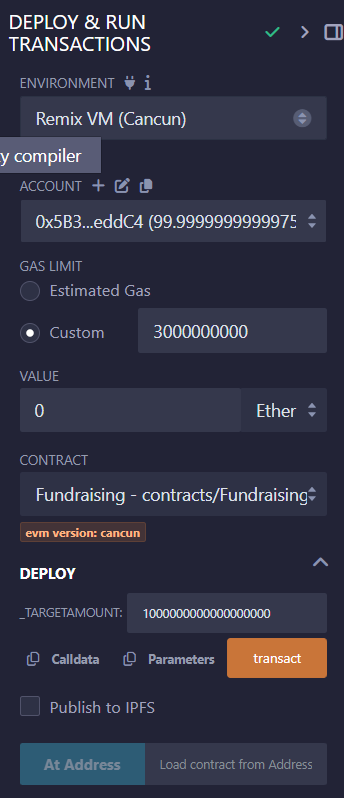 DEPLOY & RUN
TRANSACTIONS
ENVIRONMENT
Remix VM (Cancun)
y compiler
ACCOUNT
0x5B3...eddC4 (99.9999999999975
GAS LIMIT
Estimated Gas
Custom 3000000000
VALUE
0 Ether
CONTRACT
Fundraising - contracts/Fundraising
evm version: cancun
DEPLOY
_TARGETAMOUNT: 1000000000000000000
Calldata Parameters transact
Publish to IPFS
At Address Load contract from Address